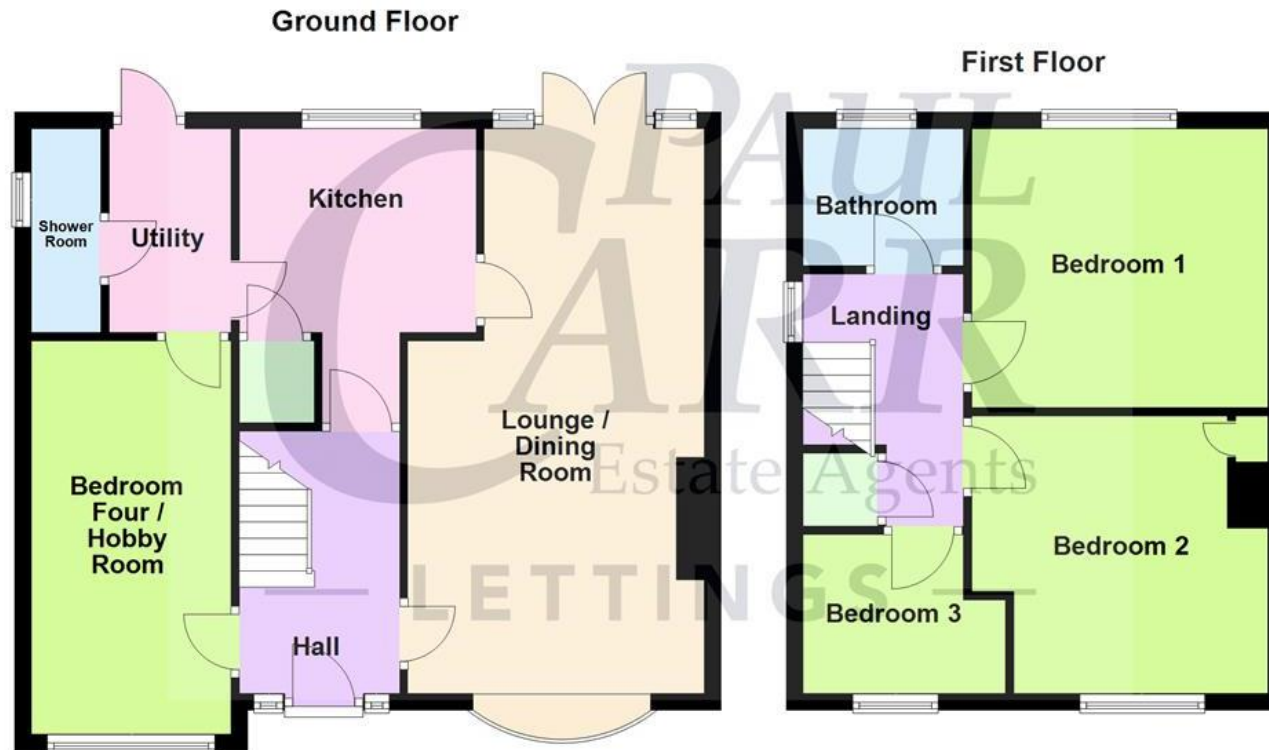 Ground Floor
First Floor
PAUL
CARR
Estate Agents
LETTINGS
Shower
Room
Utility
Kitchen
Lounge /
Dining
Room
Bedroom
Four /
Hobby
Room
Hall
Bathroom
Bedroom 1
Landing
Bedroom 2
Bedroom 3